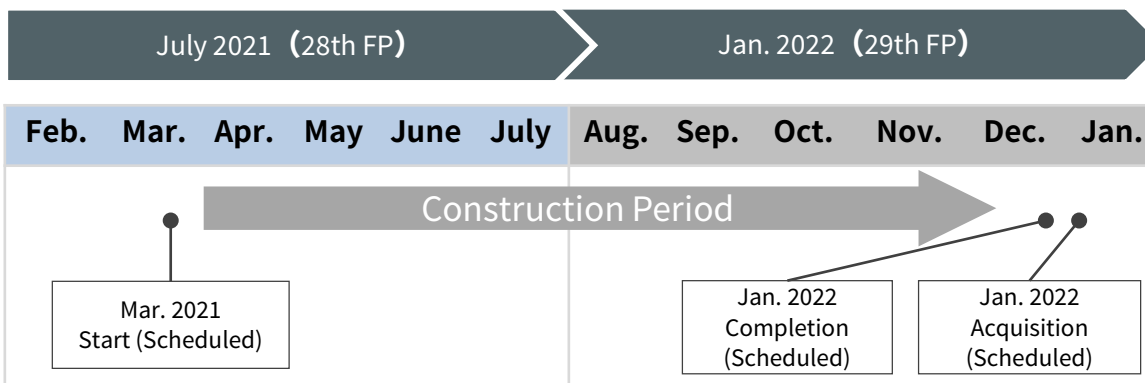 July 2021（28th FP）
Jan. 2022（29th FP）
Feb. Mar. Apr. May June July Aug. Sep. Oct. Nov. Dec. Jan.
Construction Period
Mar. 2021
Start (Scheduled)
Jan. 2022
Completion
(Scheduled)
Jan. 2022
Acquisition
(Scheduled)